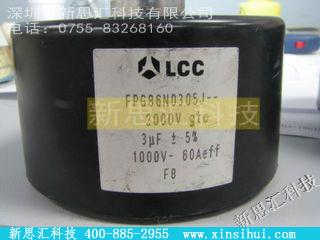 深圳市新思汇科技有限公司
电话：0755-83268160
LCC
FPG86N0305J--
2000V gto
新思汇科技
3µF ± 5%
1000V- 60Aeff
F8
新思汇科技 400-885-2955 www.xinsihui.com